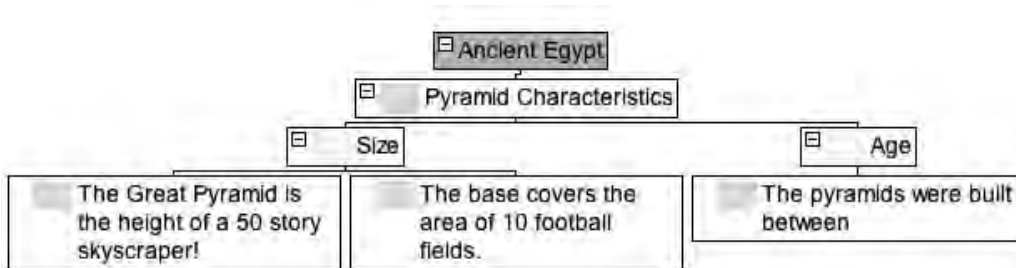 Ancient Egypt
Pyramid Characteristics
Size
Age
The Great Pyramid is
the height of a 50 story
skyscraper!
The base covers the
area of 10 football
fields.
The pyramids were built
between